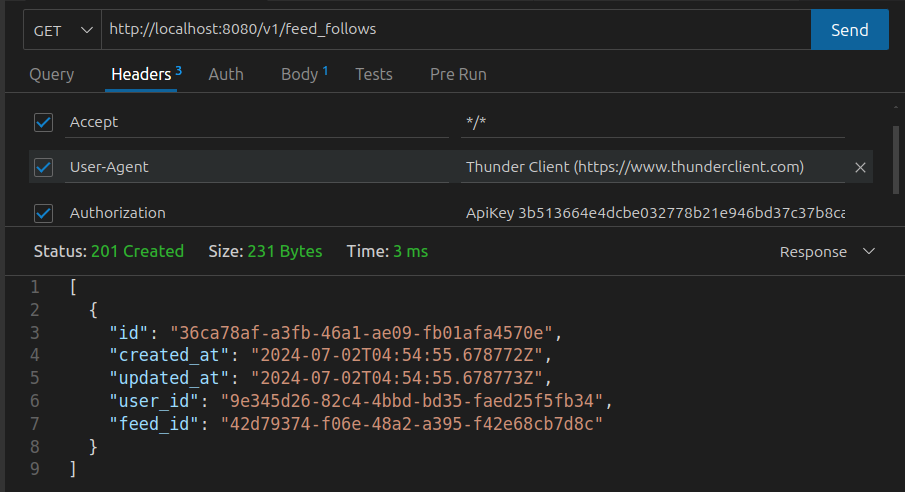 GET http://localhost:8080/v1/feed_follows Send
Query Headers 3 Auth Body 1 Tests Pre Run
Accept */*
User-Agent Thunder Client (https://www.thunderclient.com)
Authorization ApiKey 3b513664e4dcbe032778b21e946bd37c37b8ca
Status: 201 Created Size: 231 Bytes Time: 3 ms Response
1 [
2 {
3 "id": "36ca78af-a3fb-46a1-ae09-fb01afa4570e",
4 "created_at": "2024-07-02T04:54:55.678772Z",
5 "updated_at": "2024-07-02T04:54:55.678773Z",
6 "user_id": "9e345d26-82c4-4bbd-bd35-faed25f5fb34",
7 "feed_id": "42d79374-f06e-48a2-a395-f42e68cb7d8c"
8 }
9 ]